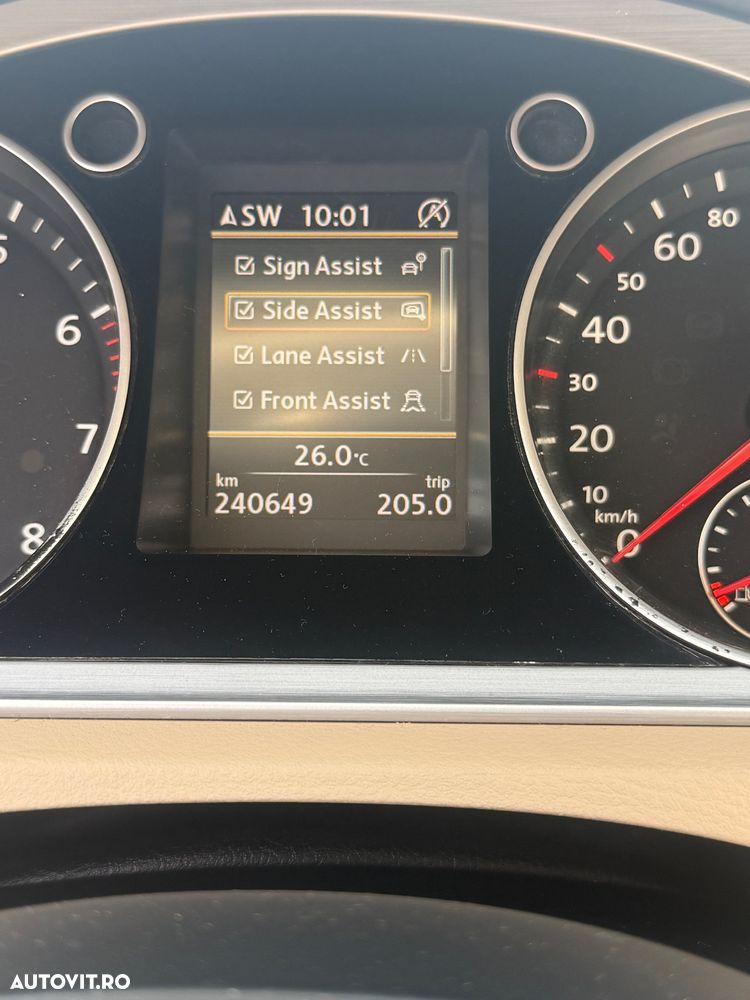 SW 10:01
Sign Assist
Side Assist
Lane Assist
Front Assist
26.0°C
km trip
240649 205.0
6
7
8
80
60
50
40
30
20
10
km/h
0
AUTOVIT.RO